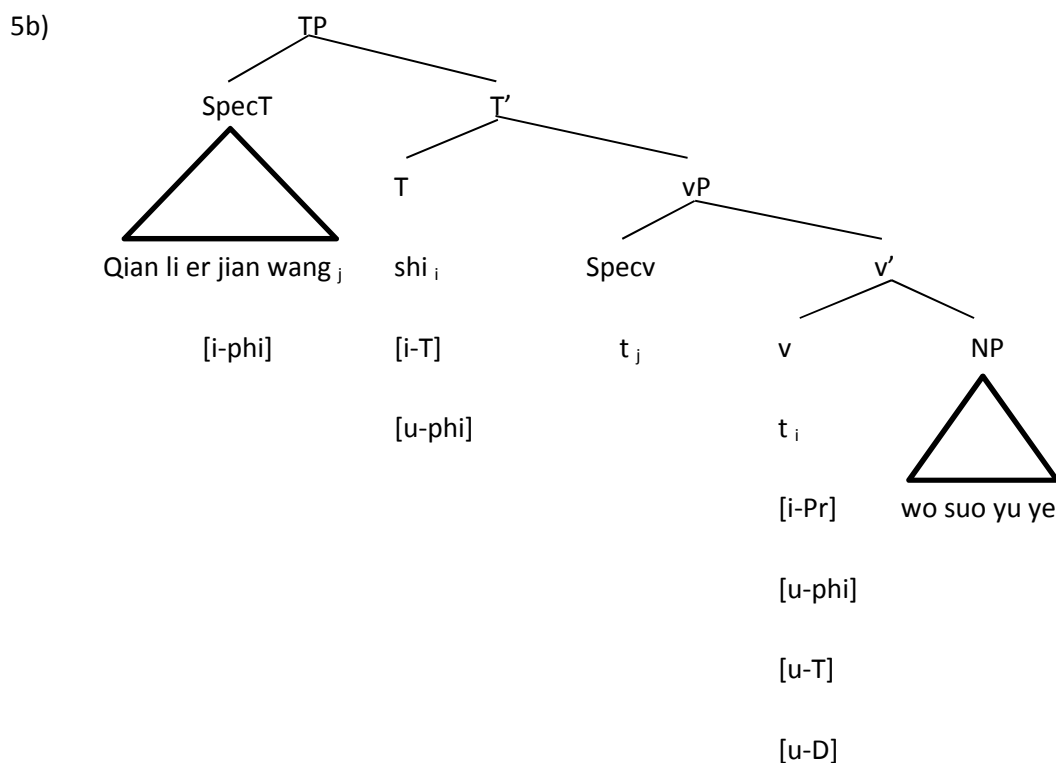 5b) TP
SpecT T’
T vP
Qian li er jian wang j shi i Specv v’
[i-phi] [i-T] t j v NP
[u-phi] t i
[i-Pr] wo suo yu ye
[u-phi]
[u-T]
[u-D]